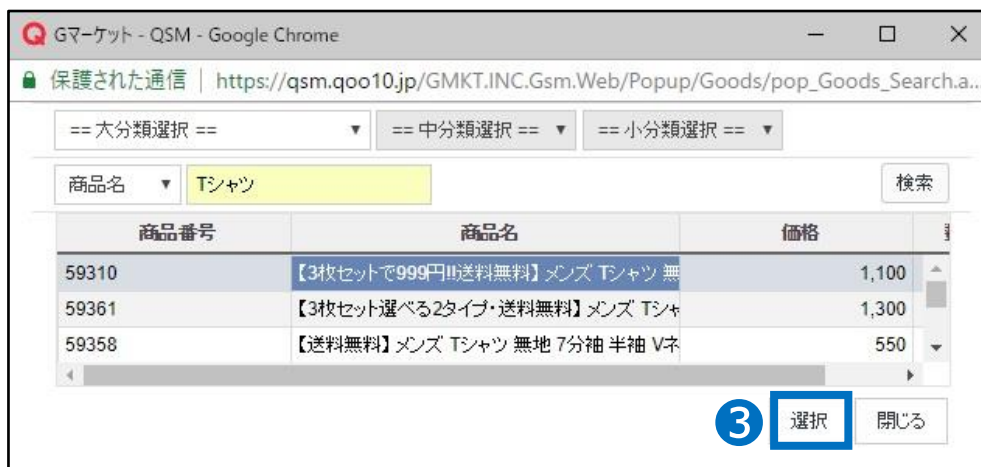 Gマーケット - QSM - Google Chrome
保護された通信 | https://qsm.qoo10.jp/GMKT.INC.Gsm.Web/Popup/Goods/pop_Goods_Search.a...
== 大分類選択 == == 中分類選択 == == 小分類選択 ==
商品名 Tシャツ 検索
商品番号 商品名 価格
59310 【3枚セットで999円!!送料無料】メンズ Tシャツ 無 1,100
59361 【3枚セット選べる2タイプ・送料無料】メンズ Tシャ 1,300
59358 【送料無料】メンズ Tシャツ 無地 7分袖 半袖 Vネ 550
3 選択 閉じる